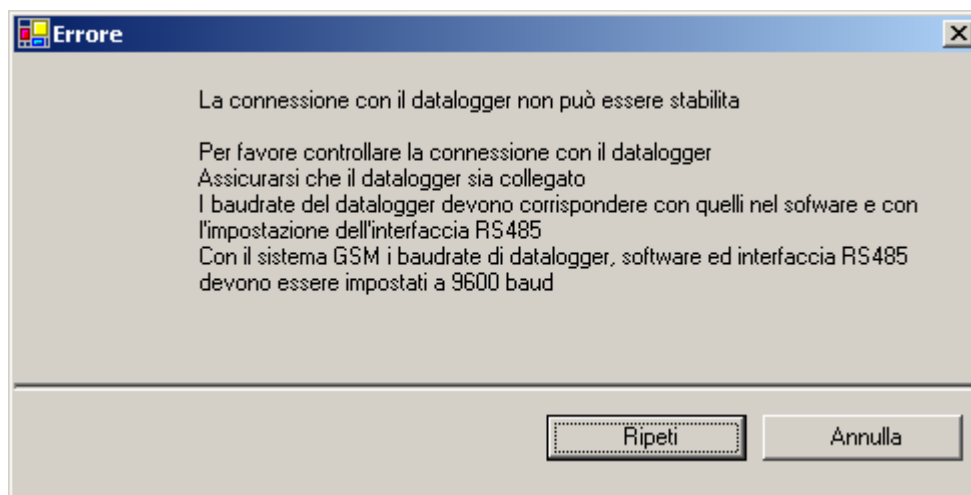 Errore
La connessione con il datalogger non può essere stabilita
Per favore controllare la connessione con il datalogger
Assicurarsi che il datalogger sia collegato
I baudrate del datalogger devono corrispondere con quelli nel sofware e con
l'impostazione dell'interfaccia RS485
Con il sistema GSM i baudrate di datalogger, software ed interfaccia RS485
devono essere impostati a 9600 baud
Ripeti
Annulla